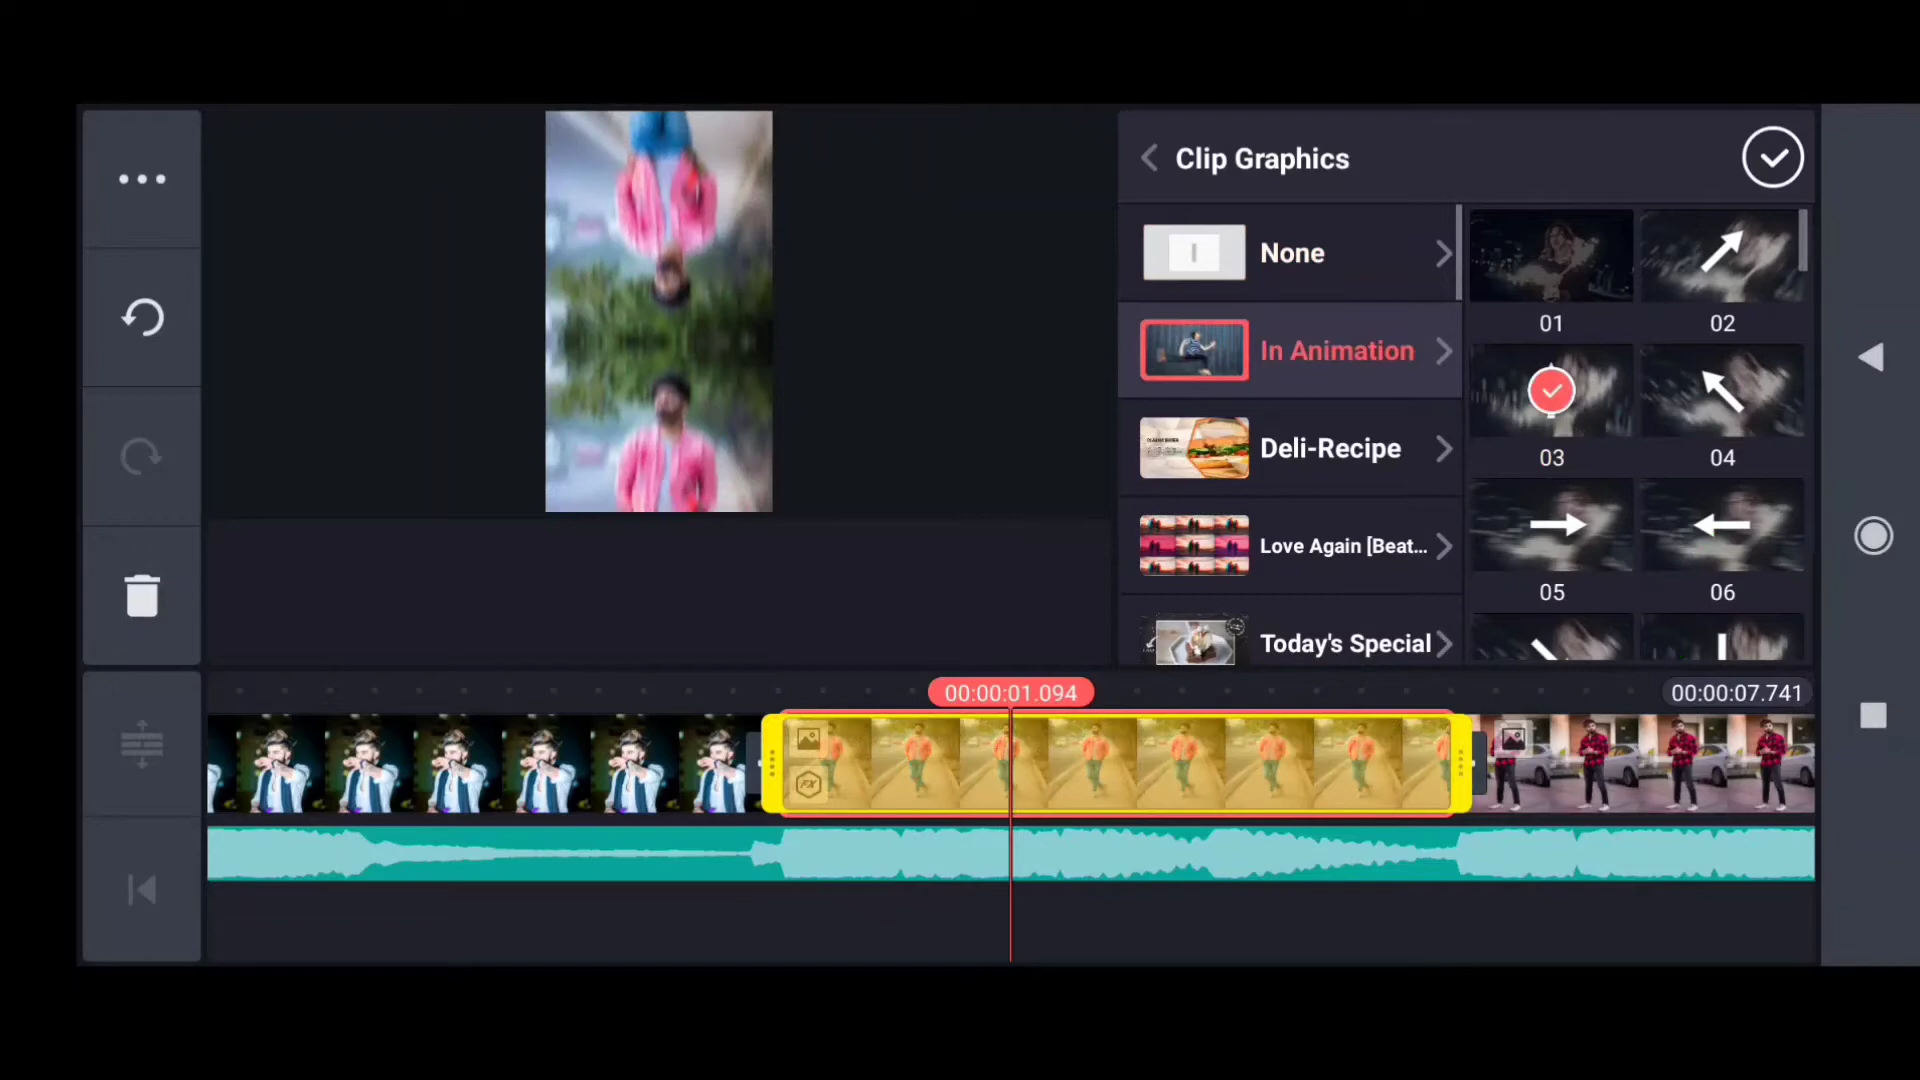 Clip Graphics
None
In Animation
Deli-Recipe
Love Again [Beat...
Today's Special
01
02
03
04
05
06
00:00:01.094
00:00:07.741
FX